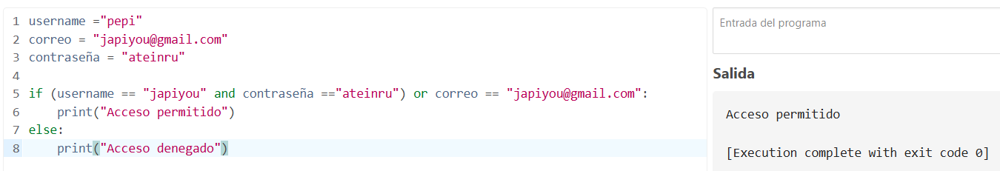 1 username ="pepi"
2 correo = "japiyou@gmail.com"
3 contraseña = "ateinru"
4
5 if (username == "japiyou" and contraseña =="ateinru") or correo == "japiyou@gmail.com":
6     print("Acceso permitido")
7 else:
8     print("Acceso denegado")
Entrada del programa
Salida
Acceso permitido
[Execution complete with exit code 0]